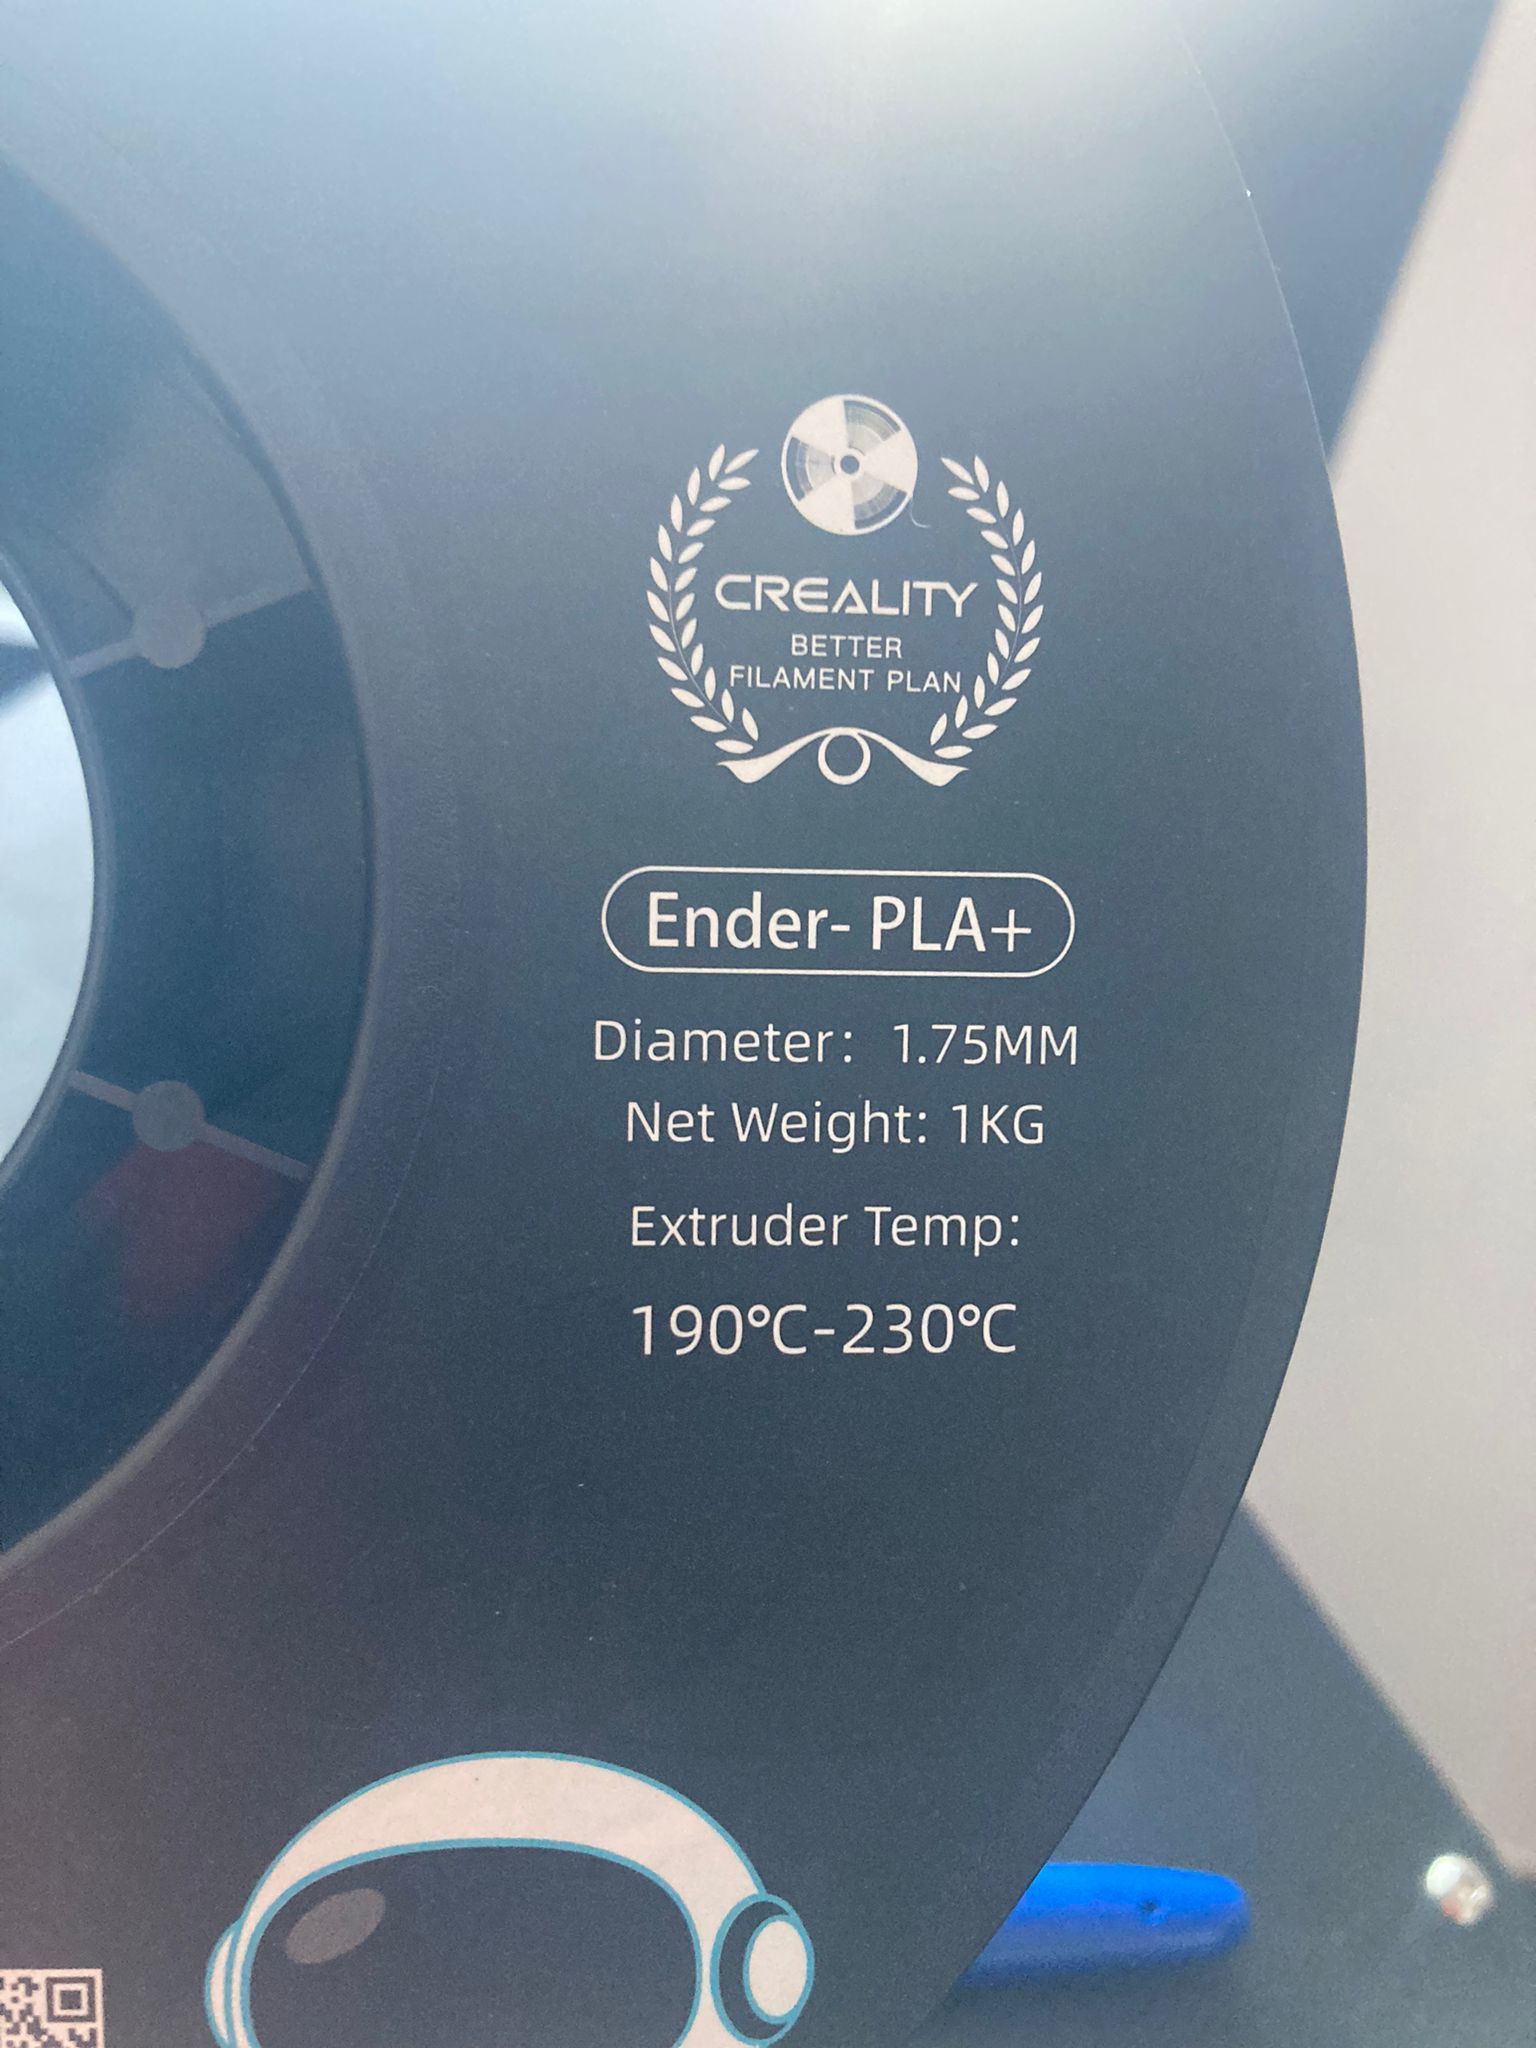 CREALITY
BETTER
FILAMENT PLAN
Ender- PLA+
Diameter: 1.75MM
Net Weight: 1KG
Extruder Temp:
190℃-230℃